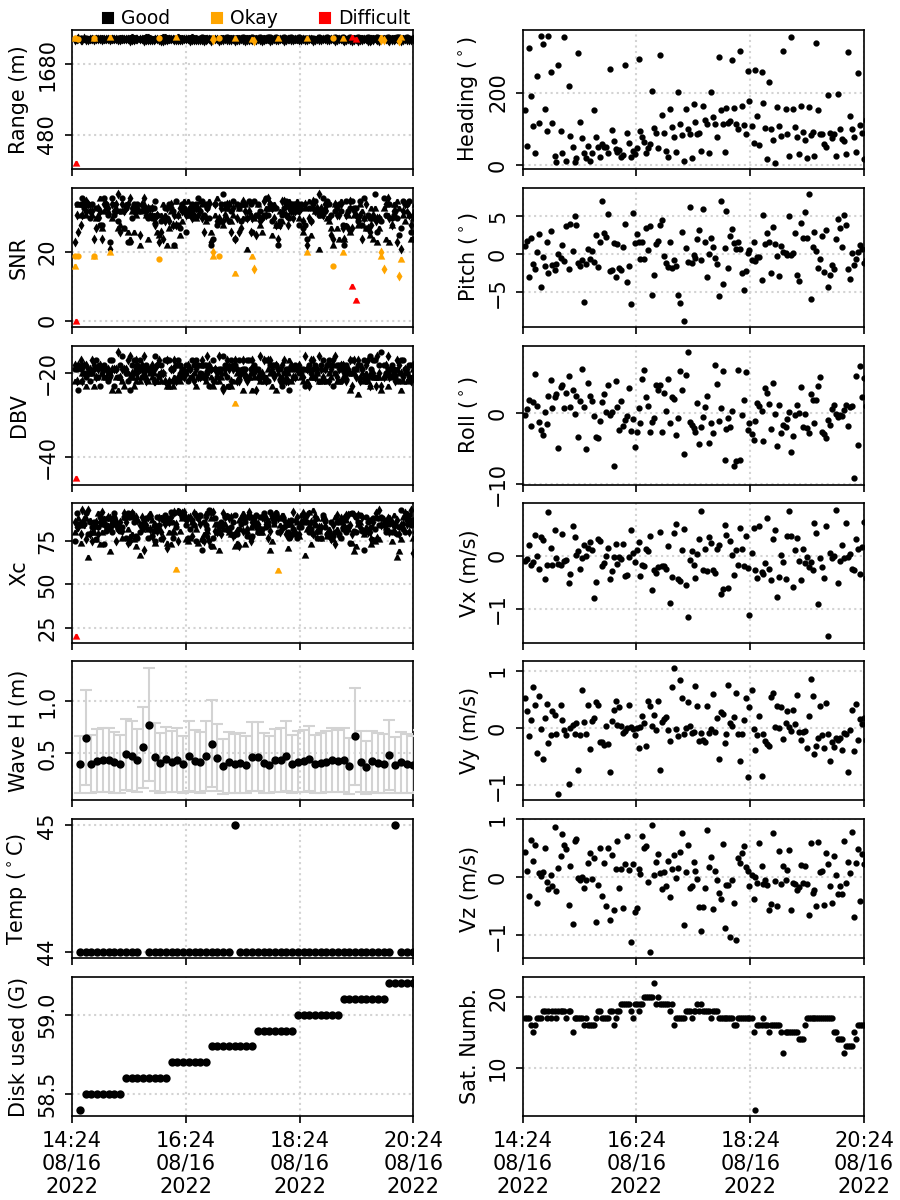 Good Okay Difficult
Range (m)
1680
480
Heading (°)
200
0
SNR
20
0
Pitch (°)
5
0
−5
DBV
−20
−40
Roll (°)
0
−10
Xc
75
50
25
Vx (m/s)
0
−1
Wave H (m)
1.0
0.5
Vy (m/s)
1
0
−1
Temp (°C)
45
44
Vz (m/s)
1
0
−1
Disk used (G)
59.0
58.5
Sat. Numb.
20
10
14:24 16:24 18:24 20:24
08/16 08/16 08/16 08/16
2022 2022 2022 2022
14:24 16:24 18:24 20:24
08/16 08/16 08/16 08/16
2022 2022 2022 2022